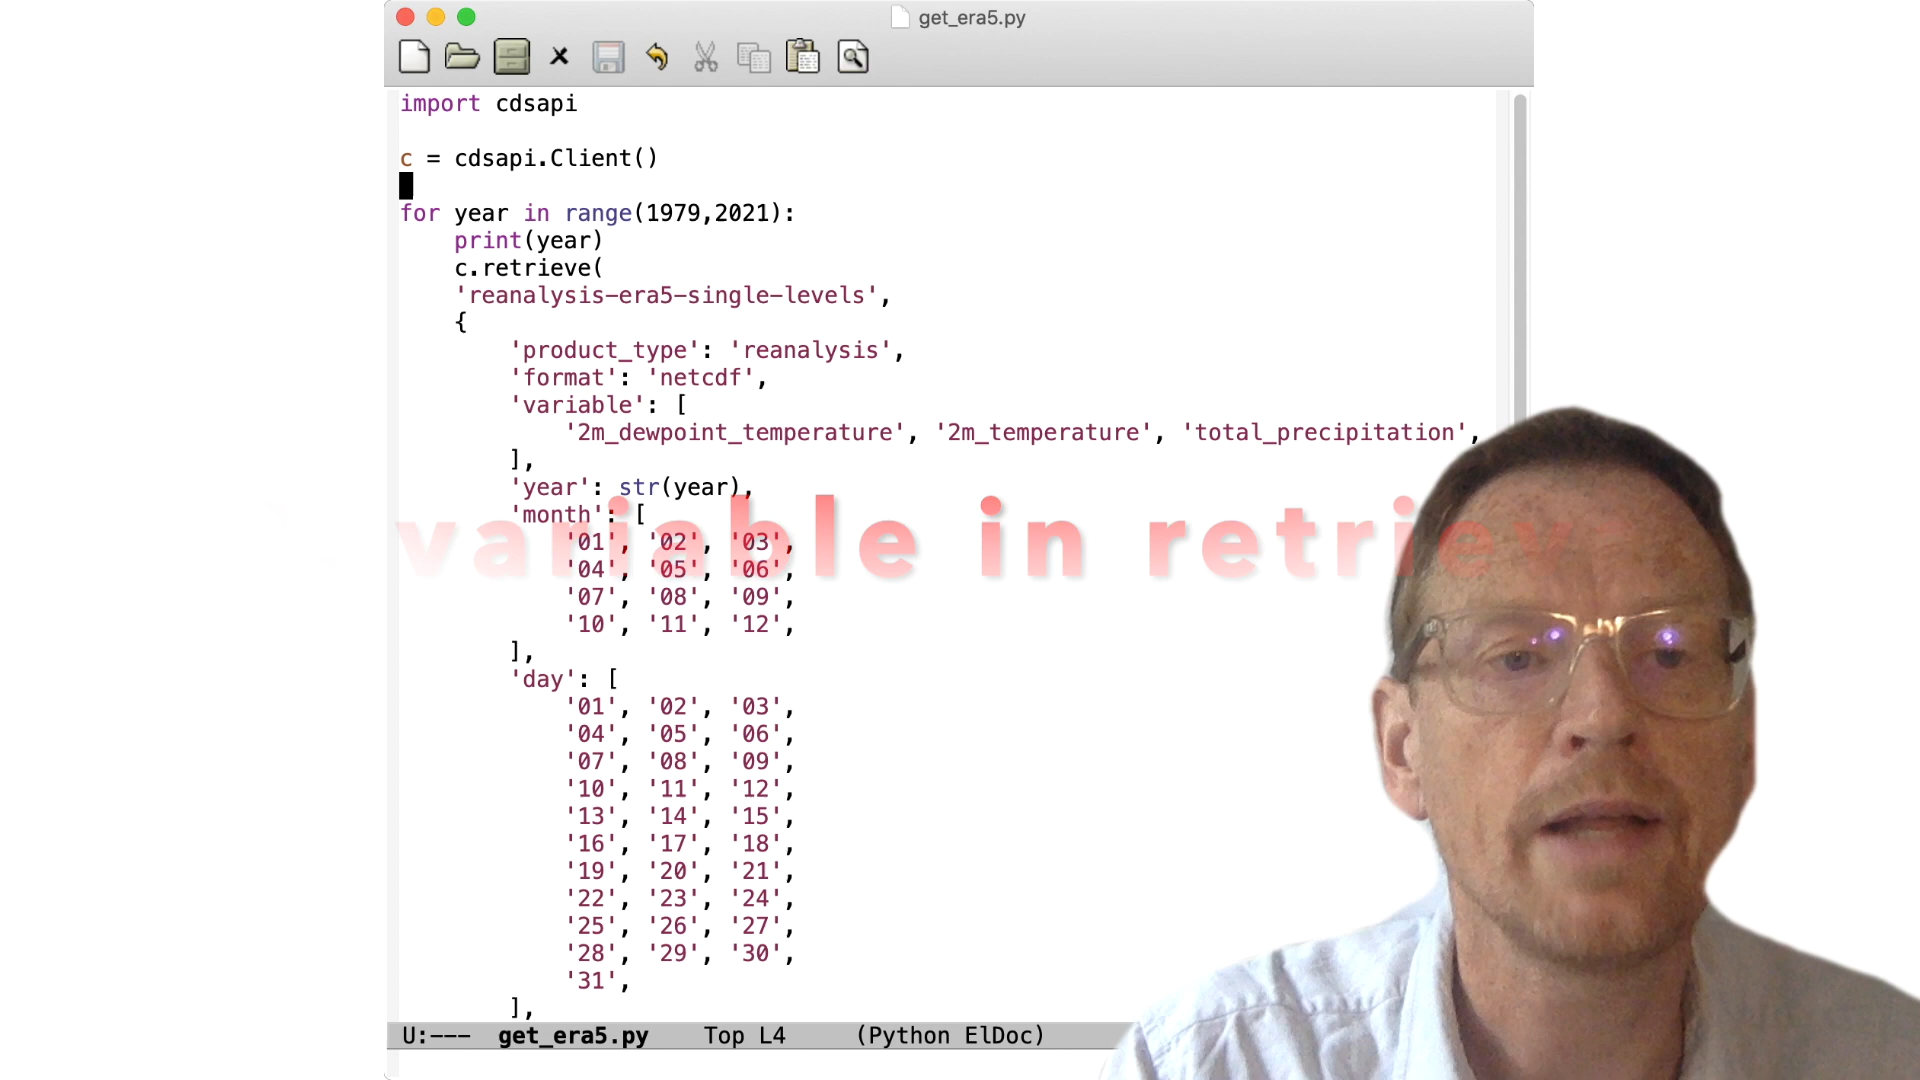 get_era5.py
import cdsapi
c = cdsapi.Client()
for year in range(1979,2021):
print(year)
c.retrieve(
'reanalysis-era5-single-levels',
{
'product_type': 'reanalysis',
'format': 'netcdf',
'variable': [
'2m_dewpoint_temperature', '2m_temperature', 'total_precipitation',
],
'year': str(year),
'month': [
variable in retriev
'01', '02', '03',
'04', '05', '06',
'07', '08', '09',
'10', '11', '12',
],
'day': [
'01', '02', '03',
'04', '05', '06',
'07', '08', '09',
'10', '11', '12',
'13', '14', '15',
'16', '17', '18',
'19', '20', '21',
'22', '23', '24',
'25', '26', '27',
'28', '29', '30',
'31',
],
U:--- get_era5.py Top L4 (Python ElDoc)